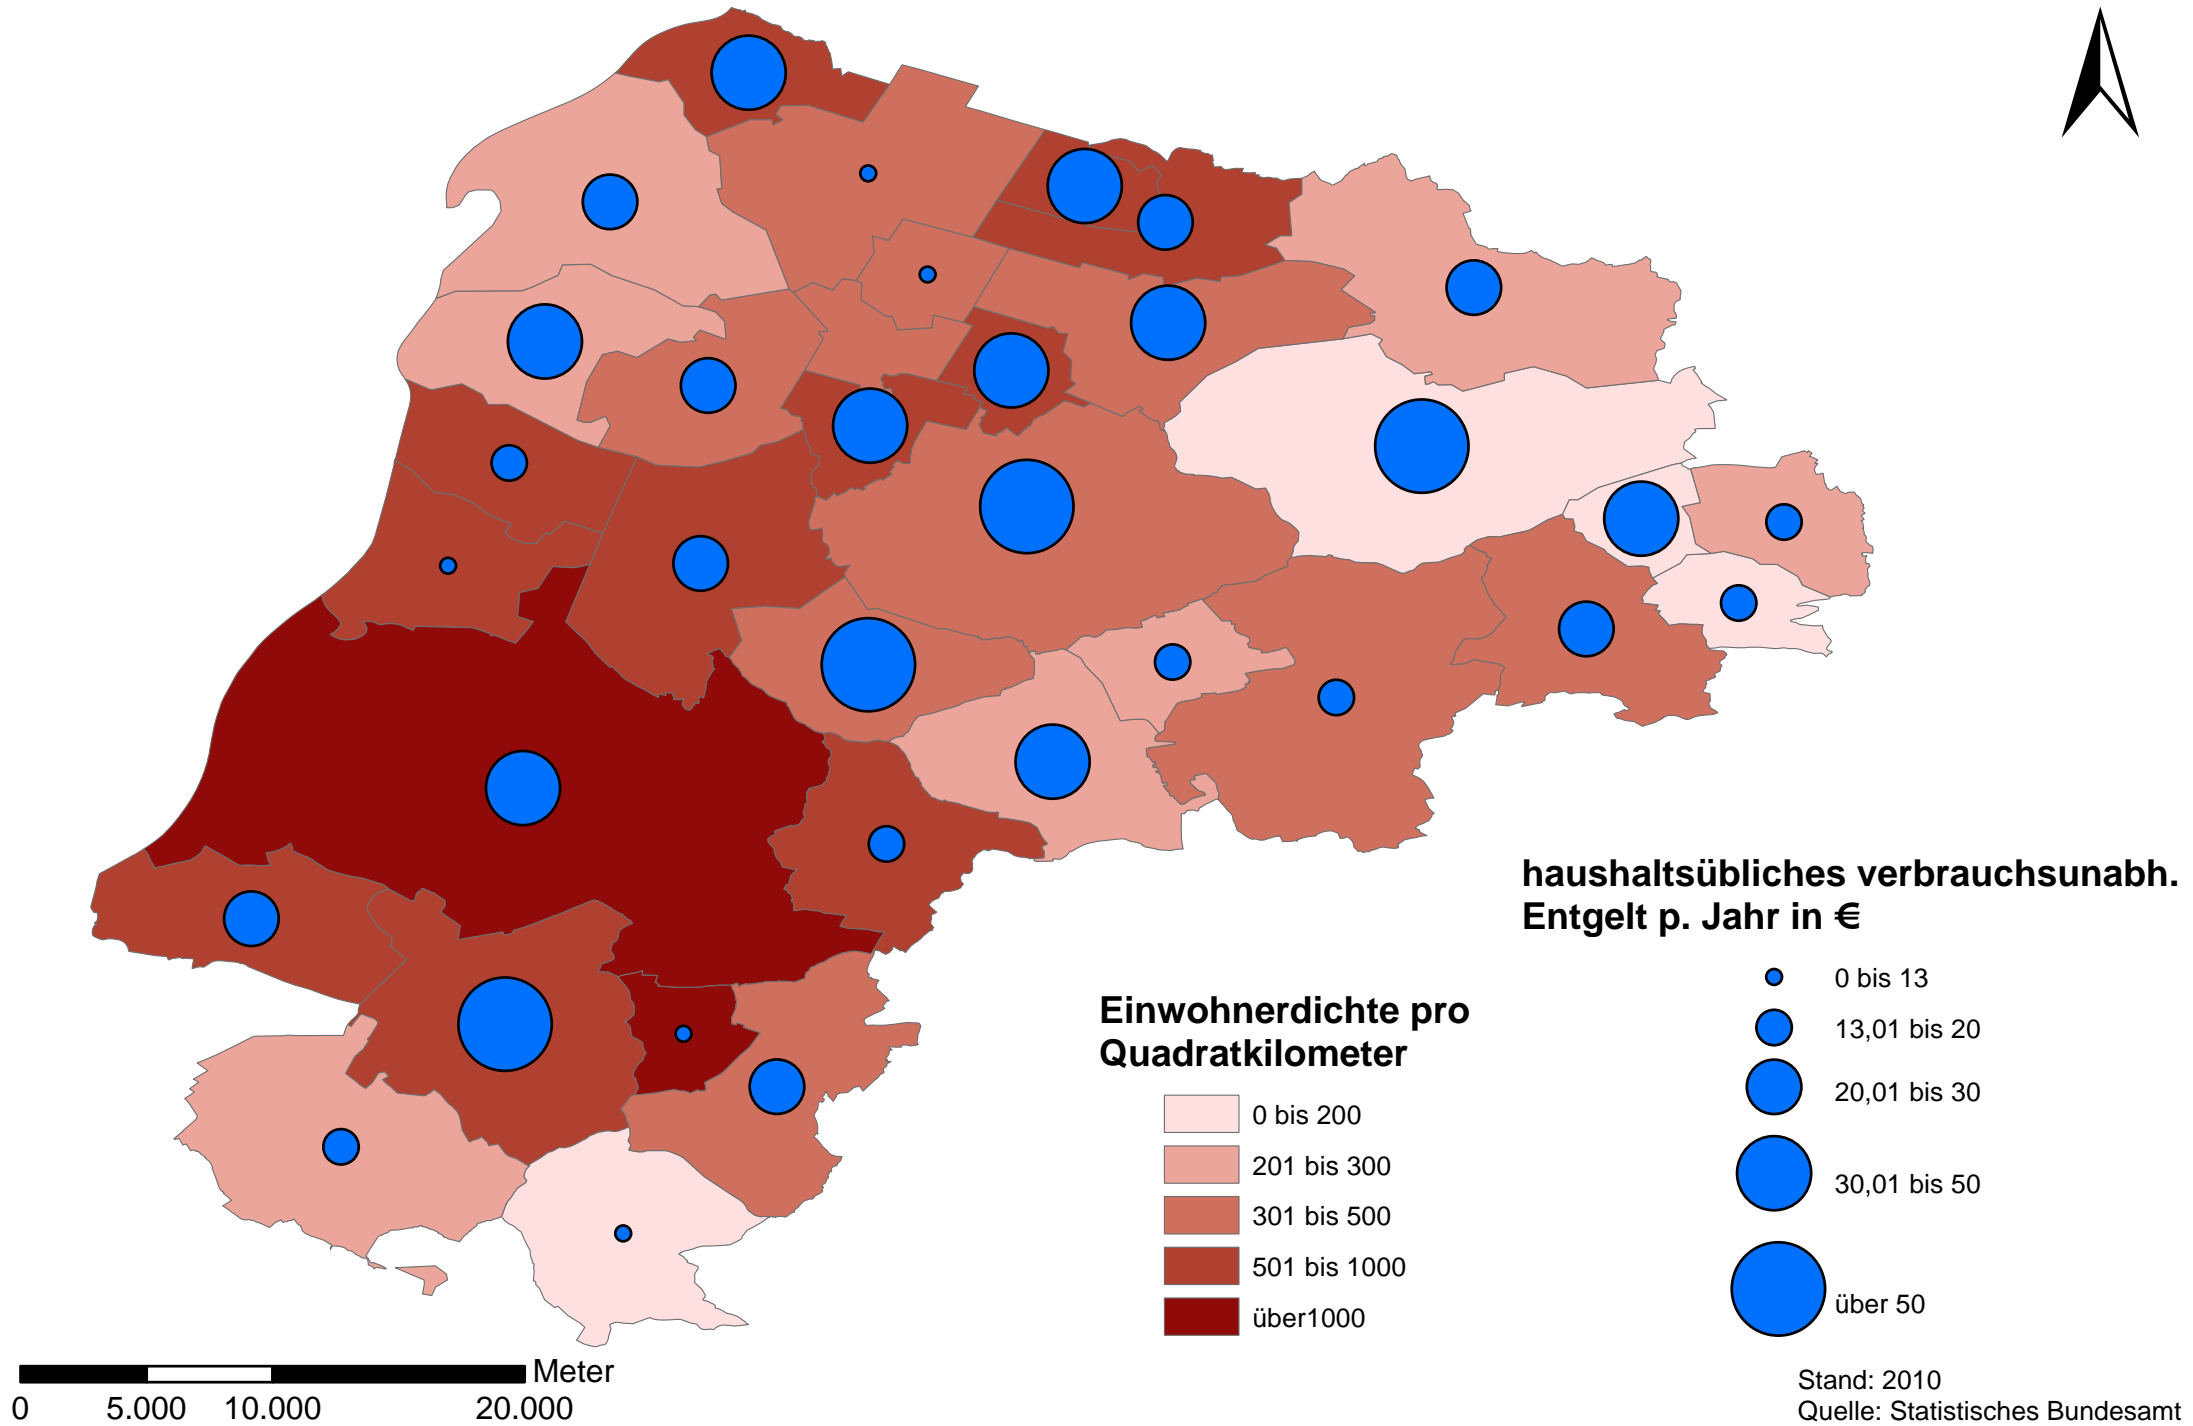 haushaltsübliches verbrauchsunabh.
Entgelt p. Jahr in €
0 bis 13
13,01 bis 20
20,01 bis 30
30,01 bis 50
über 50
Einwohnerdichte pro
Quadratkilometer
0 bis 200
201 bis 300
301 bis 500
501 bis 1000
über1000
Meter
0 5.000 10.000 20.000
Stand: 2010
Quelle: Statistisches Bundesamt